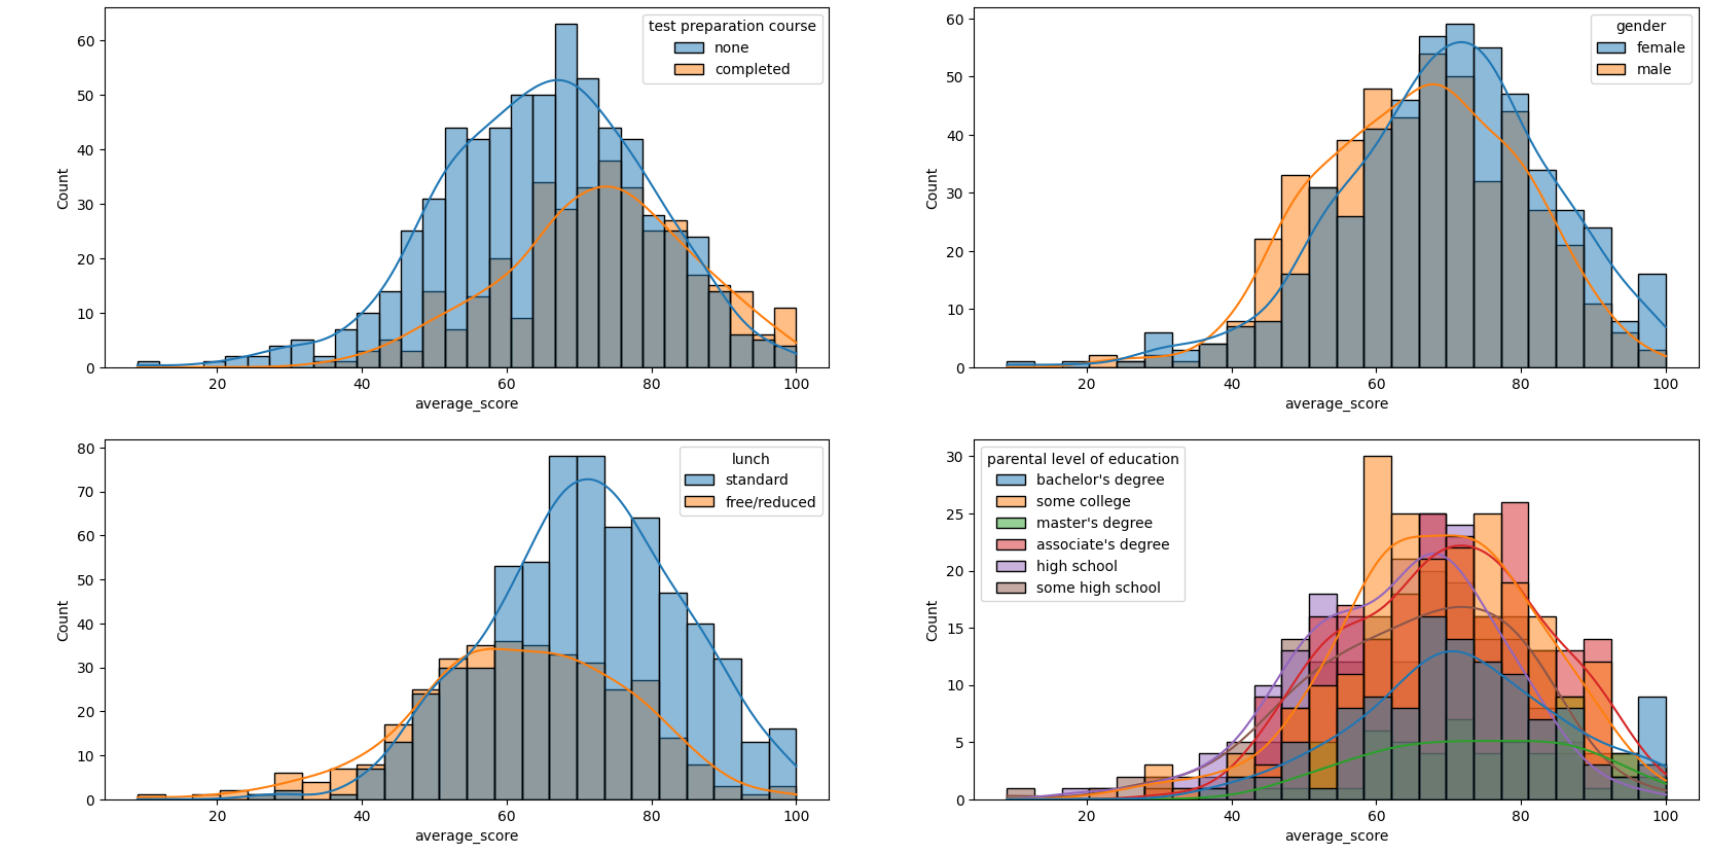 test preparation course
none
completed
Count
60
50
40
30
20
10
0
20 40 60 80 100
average_score
gender
female
male
Count
60
50
40
30
20
10
0
20 40 60 80 100
average_score
lunch
standard
free/reduced
Count
80
70
60
50
40
30
20
10
0
20 40 60 80 100
average_score
parental level of education
bachelor's degree
some college
master's degree
associate's degree
high school
some high school
Count
30
25
20
15
10
5
0
20 40 60 80 100
average_score